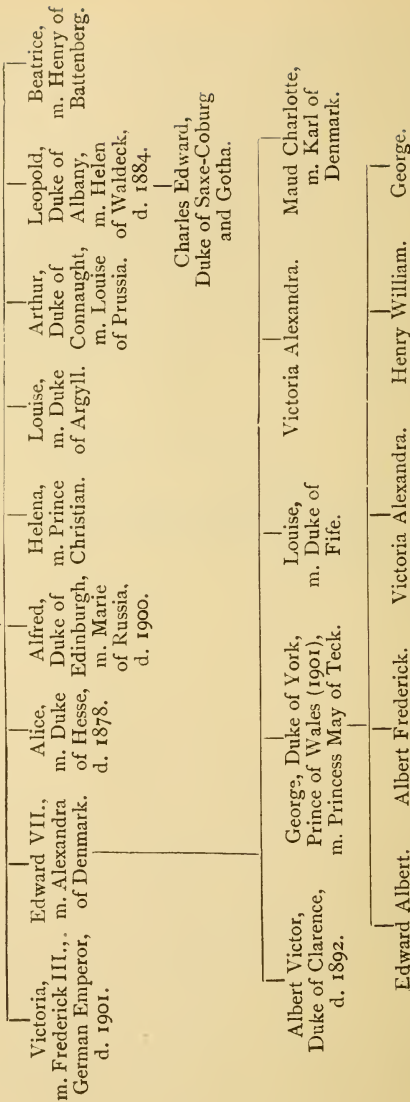 Victoria,
m. Frederick III.,
German Emperor,
d. 1901.
Edward VII.,
m. Alexandra
of Denmark.
Alice,
m. Duke
of Hesse,
d. 1878.
Alfred,
Duke of
Edinburgh,
m. Marie
of Russia,
d. 1900.
Helena,
m. Prince
Christian.
Louise,
m. Duke
of Argyll.
Arthur,
Duke of
Connaught,
m. Louise
of Prussia.
Leopold,
Duke of
Albany,
m. Helen
of Waldeck,
d. 1884.
Beatrice,
m. Henry of
Battenberg.
Charles Edward,
Duke of Saxe-Coburg
and Gotha.
Albert Victor,
Duke of Clarence,
d. 1892.
George, Duke of York,
Prince of Wales (1901),
m. Princess May of Teck.
Louise,
m. Duke of
Fife.
Victoria Alexandra.
Maud Charlotte,
m. Karl of
Denmark.
Edward Albert.
Albert Frederick.
Victoria Alexandra.
Henry William.
George.